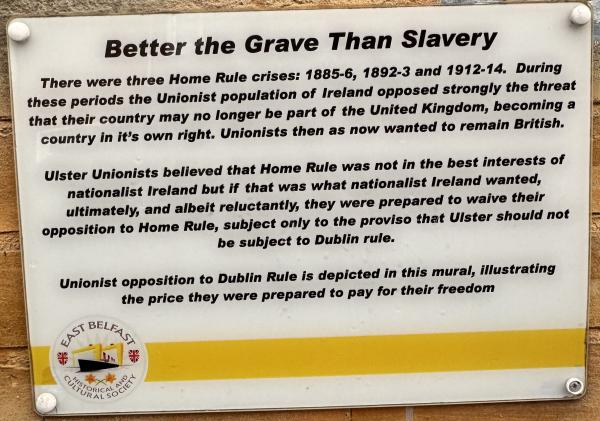 Better the Grave Than Slavery
There were three Home Rule crises: 1885-6, 1892-3 and 1912-14. During
these periods the Unionist population of Ireland opposed strongly the threat
that their country may no longer be part of the United Kingdom, becoming a
country in it's own right. Unionists then as now wanted to remain British.
Ulster Unionists believed that Home Rule was not in the best interests of
nationalist Ireland but if that was what nationalist Ireland wanted,
ultimately, and albeit reluctantly, they were prepared to waive their
opposition to Home Rule, subject only to the proviso that Ulster should not
be subject to Dublin rule.
Unionist opposition to Dublin Rule is depicted in this mural, illustrating
the price they were prepared to pay for their freedom
EAST BELFAST
HISTORICAL AND
CULTURAL SOCIETY